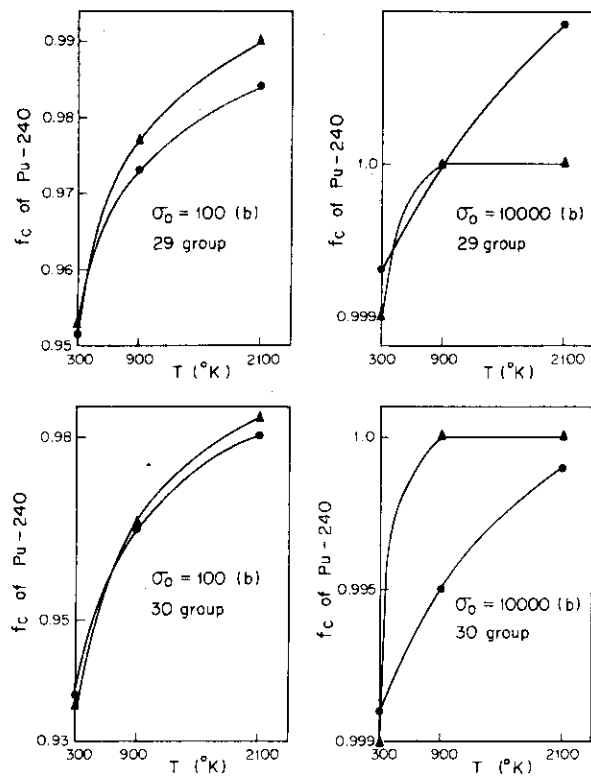 0.99
0.98
0.97
0.96
0.95
fc of Pu-240
σ0 = 100 (b)
29 group
300 900 2100
T (°K)
1.0
0.999
fc of Pu-240
σ0 = 10000 (b)
29 group
300 900 2100
T (°K)
0.98
0.95
0.93
fc of Pu-240
σ0 = 100 (b)
30 group
300 900 2100
T (°K)
1.0
0.995
0.999
fc of Pu-240
σ0 = 10000 (b)
30 group
300 900 2100
T (°K)